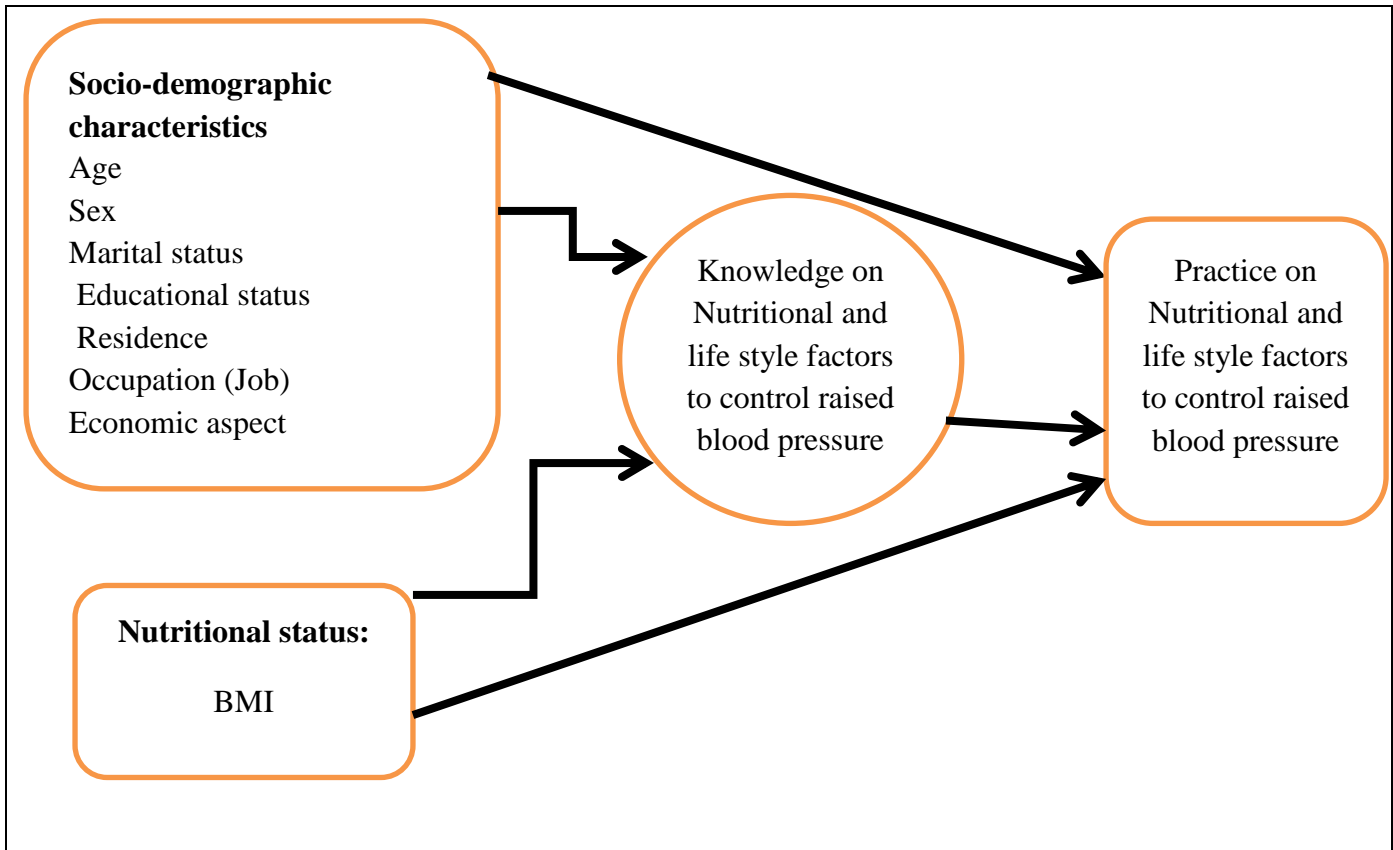 Socio-demographic
characteristics
Age
Sex
Marital status
Educational status
Residence
Occupation (Job)
Economic aspect
Knowledge on
Nutritional and
life style factors
to control raised
blood pressure
Practice on
Nutritional and
life style factors
to control raised
blood pressure
Nutritional status:
BMI